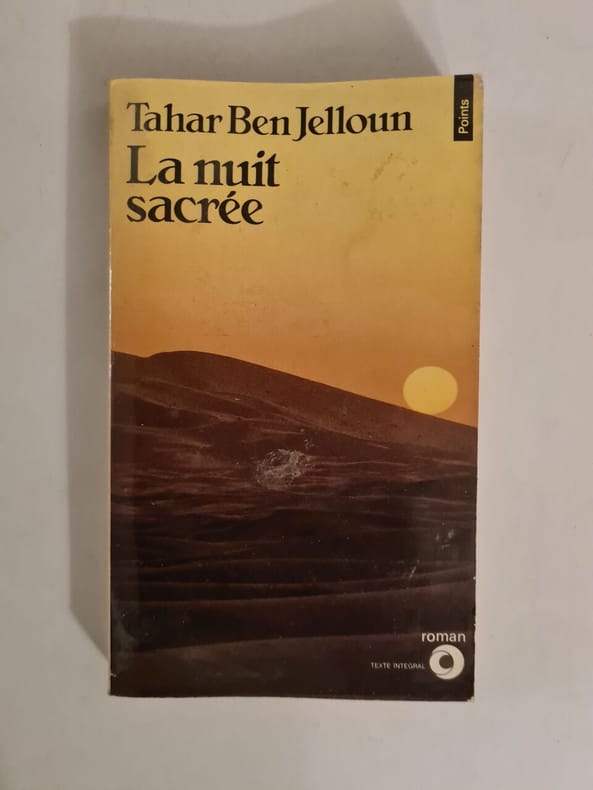 Tahar Ben Jelloun
La nuit
sacrée
Points
roman
TEXTE INTEGRAL